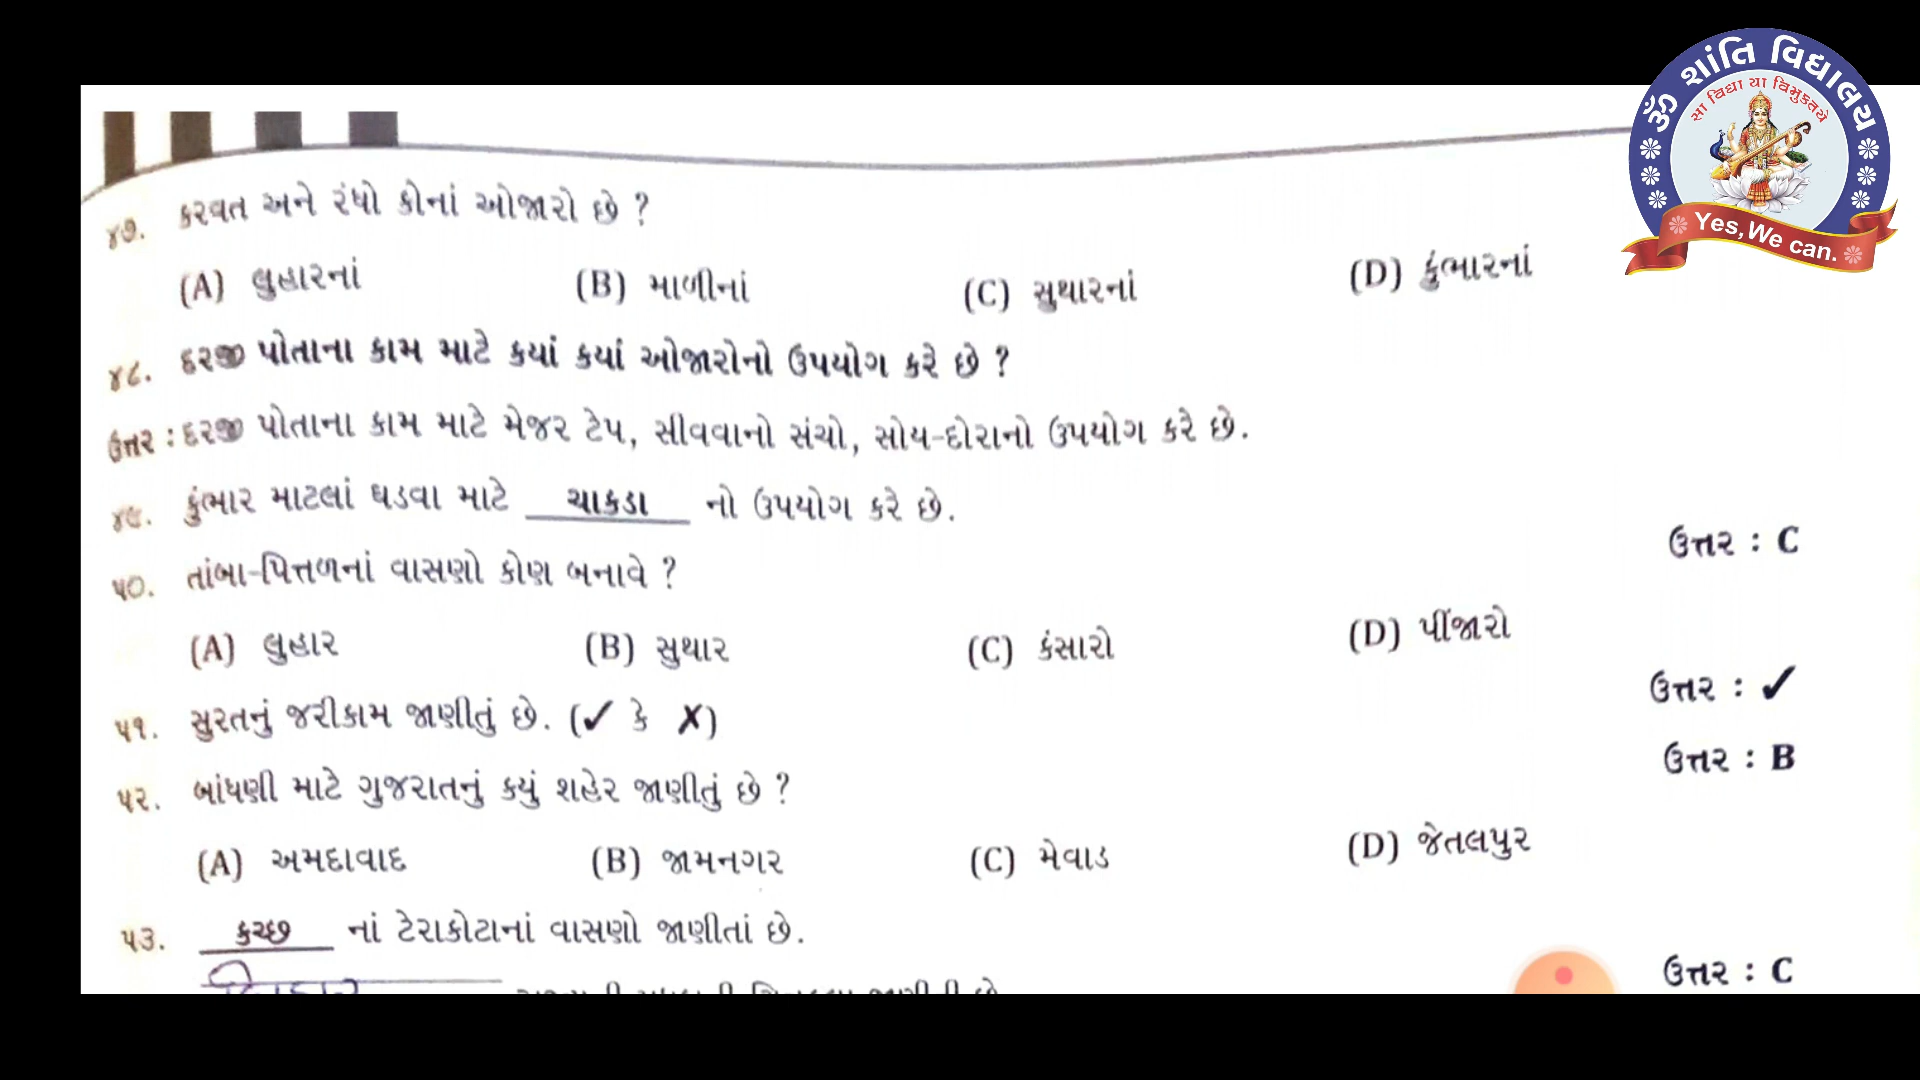 ૐ શાંતિ વિદ્યાલય
સા વિદ્યા યા વિમુક્તયે
Yes, We can.
૪૭. કરવત અને રંધો કોનાં ઓજારો છે ?
(A) લુહારનાં (B) માળીનાં (C) સુથારનાં (D) કુંભારનાં
૪૮. દરજી પોતાના કામ માટે કયાં કયાં ઓજારોનો ઉપયોગ કરે છે ?
ઉત્તર : દરજી પોતાના કામ માટે મેજર ટેપ, સીવવાનો સંચો, સોય-દોરાનો ઉપયોગ કરે છે.
૪૯. કુંભાર માટલાં ઘડવા માટે ચાકડા નો ઉપયોગ કરે છે.
ઉત્તર : C
૫૦. તાંબા-પિત્તળનાં વાસણો કોણ બનાવે ?
(A) લુહાર (B) સુથાર (C) કંસારો (D) પીંજારો
ઉત્તર : ✓
૫૧. સુરતનું જરીકામ જાણીતું છે. (✓ કે ✗)
ઉત્તર : B
૫૨. બાંધણી માટે ગુજરાતનું કયું શહેર જાણીતું છે ?
(A) અમદાવાદ (B) જામનગર (C) મેવાડ (D) જેતલપુર
૫૩. કચ્છ નાં ટેરાકોટાનાં વાસણો જાણીતાં છે.
ઉત્તર : C